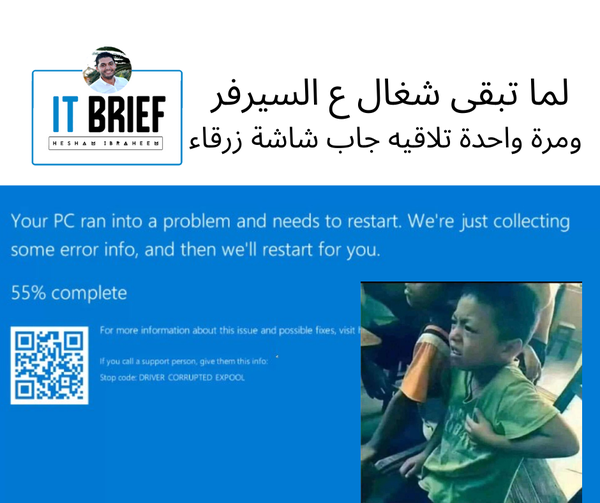 IT BRIEF
HESHAM IBRAHEEM
لما تبقى شغال ع السيرفر
ومرة واحدة تلاقيه جاب شاشة زرقاء
Your PC ran into a problem and needs to restart. We're just collecting
some error info, and then we'll restart for you.
55% complete
For more information about this issue and possible fixes, visit
If you call a support person, give them this info:
Stop code: DRIVER CORRUPTED EXPOOL